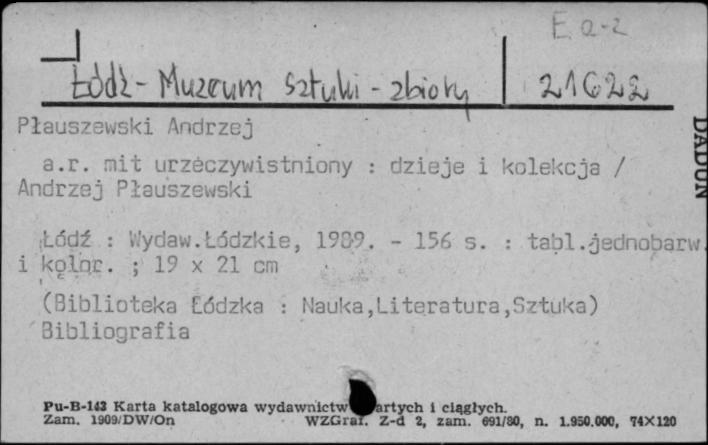 E a-2
Łódź - Muzeum Sztuki - zbiory 21622
Płauszewski Andrzej
a.r. mit urzeczywistniony : dzieje i kolekcja /
Andrzej Płauszewski
Łódź : Wydaw.Łódzkie, 1989. - 156 s. : tabl.jednobarw.
i kolor. ; 19 x 21 cm
(Biblioteka Łódzka : Nauka,Literatura,Sztuka)
Bibliografia
Pu-B-143 Karta katalogowa wydawnictw artych i ciągłych.
Zam. 1909/DW/On WZGraf. Z-d 2, zam. 691/80, n. 1.950.000, 74×120